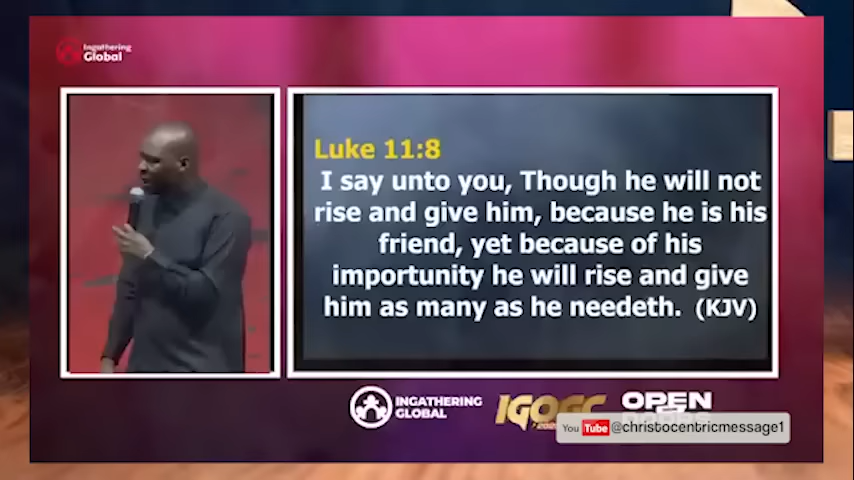 Ingathering
Global
Luke 11:8
I say unto you, Though he will not
rise and give him, because he is his
friend, yet because of his
importunity he will rise and give
him as many as he needeth. (KJV)
INGATHERING
GLOBAL
IGOGC
OPEN
You Tube @christocentricmessage1